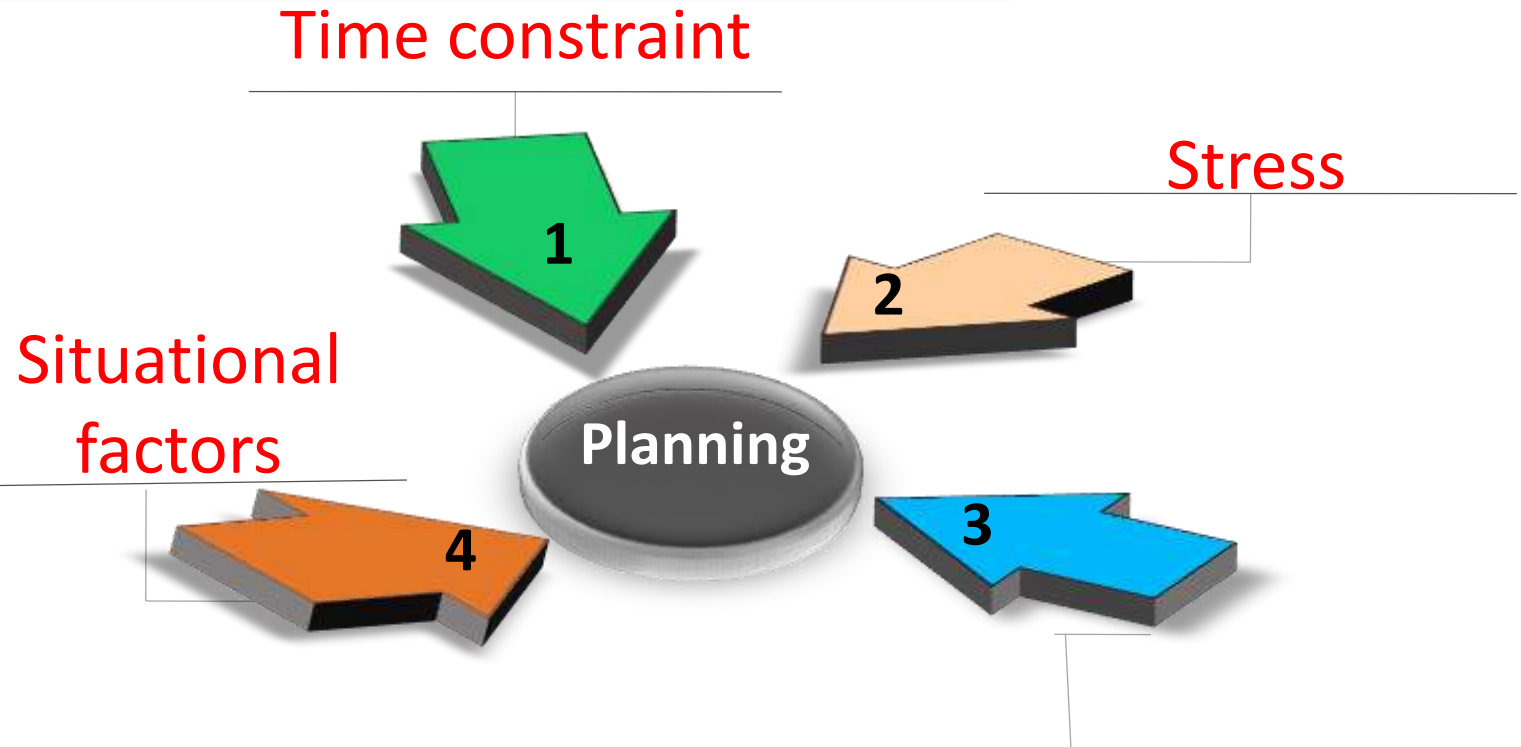 Time constraint
1
Stress
2
Situational
factors
Planning
3
4